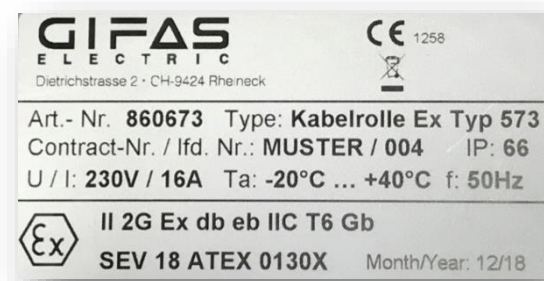 GIFAS
ELECTRIC
Dietrichstrasse 2 · CH-9424 Rheineck
CE 1258
Art.- Nr. 860673 Type: Kabelrolle Ex Typ 573
Contract-Nr. / lfd. Nr.: MUSTER / 004 IP: 66
U / I: 230V / 16A Ta: -20°C ... +40°C f: 50Hz
Ex II 2G Ex db eb IIC T6 Gb
SEV 18 ATEX 0130X Month/Year: 12/18